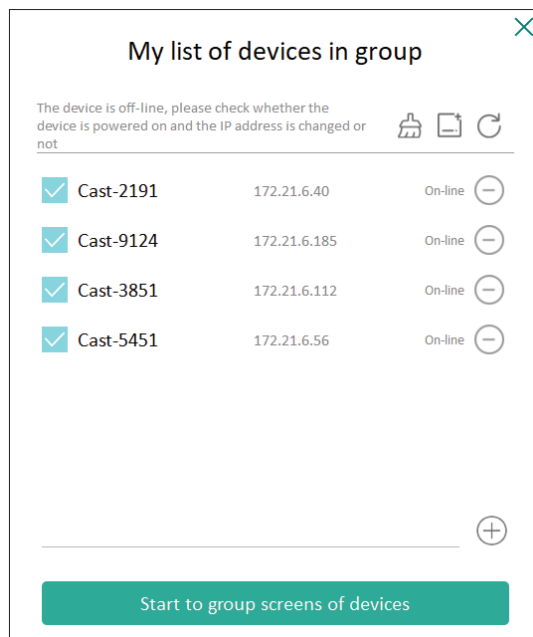 My list of devices in group
The device is off-line, please check whether the
device is powered on and the IP address is changed or
not
Cast-2191 172.21.6.40 On-line
Cast-9124 172.21.6.185 On-line
Cast-3851 172.21.6.112 On-line
Cast-5451 172.21.6.56 On-line
Start to group screens of devices